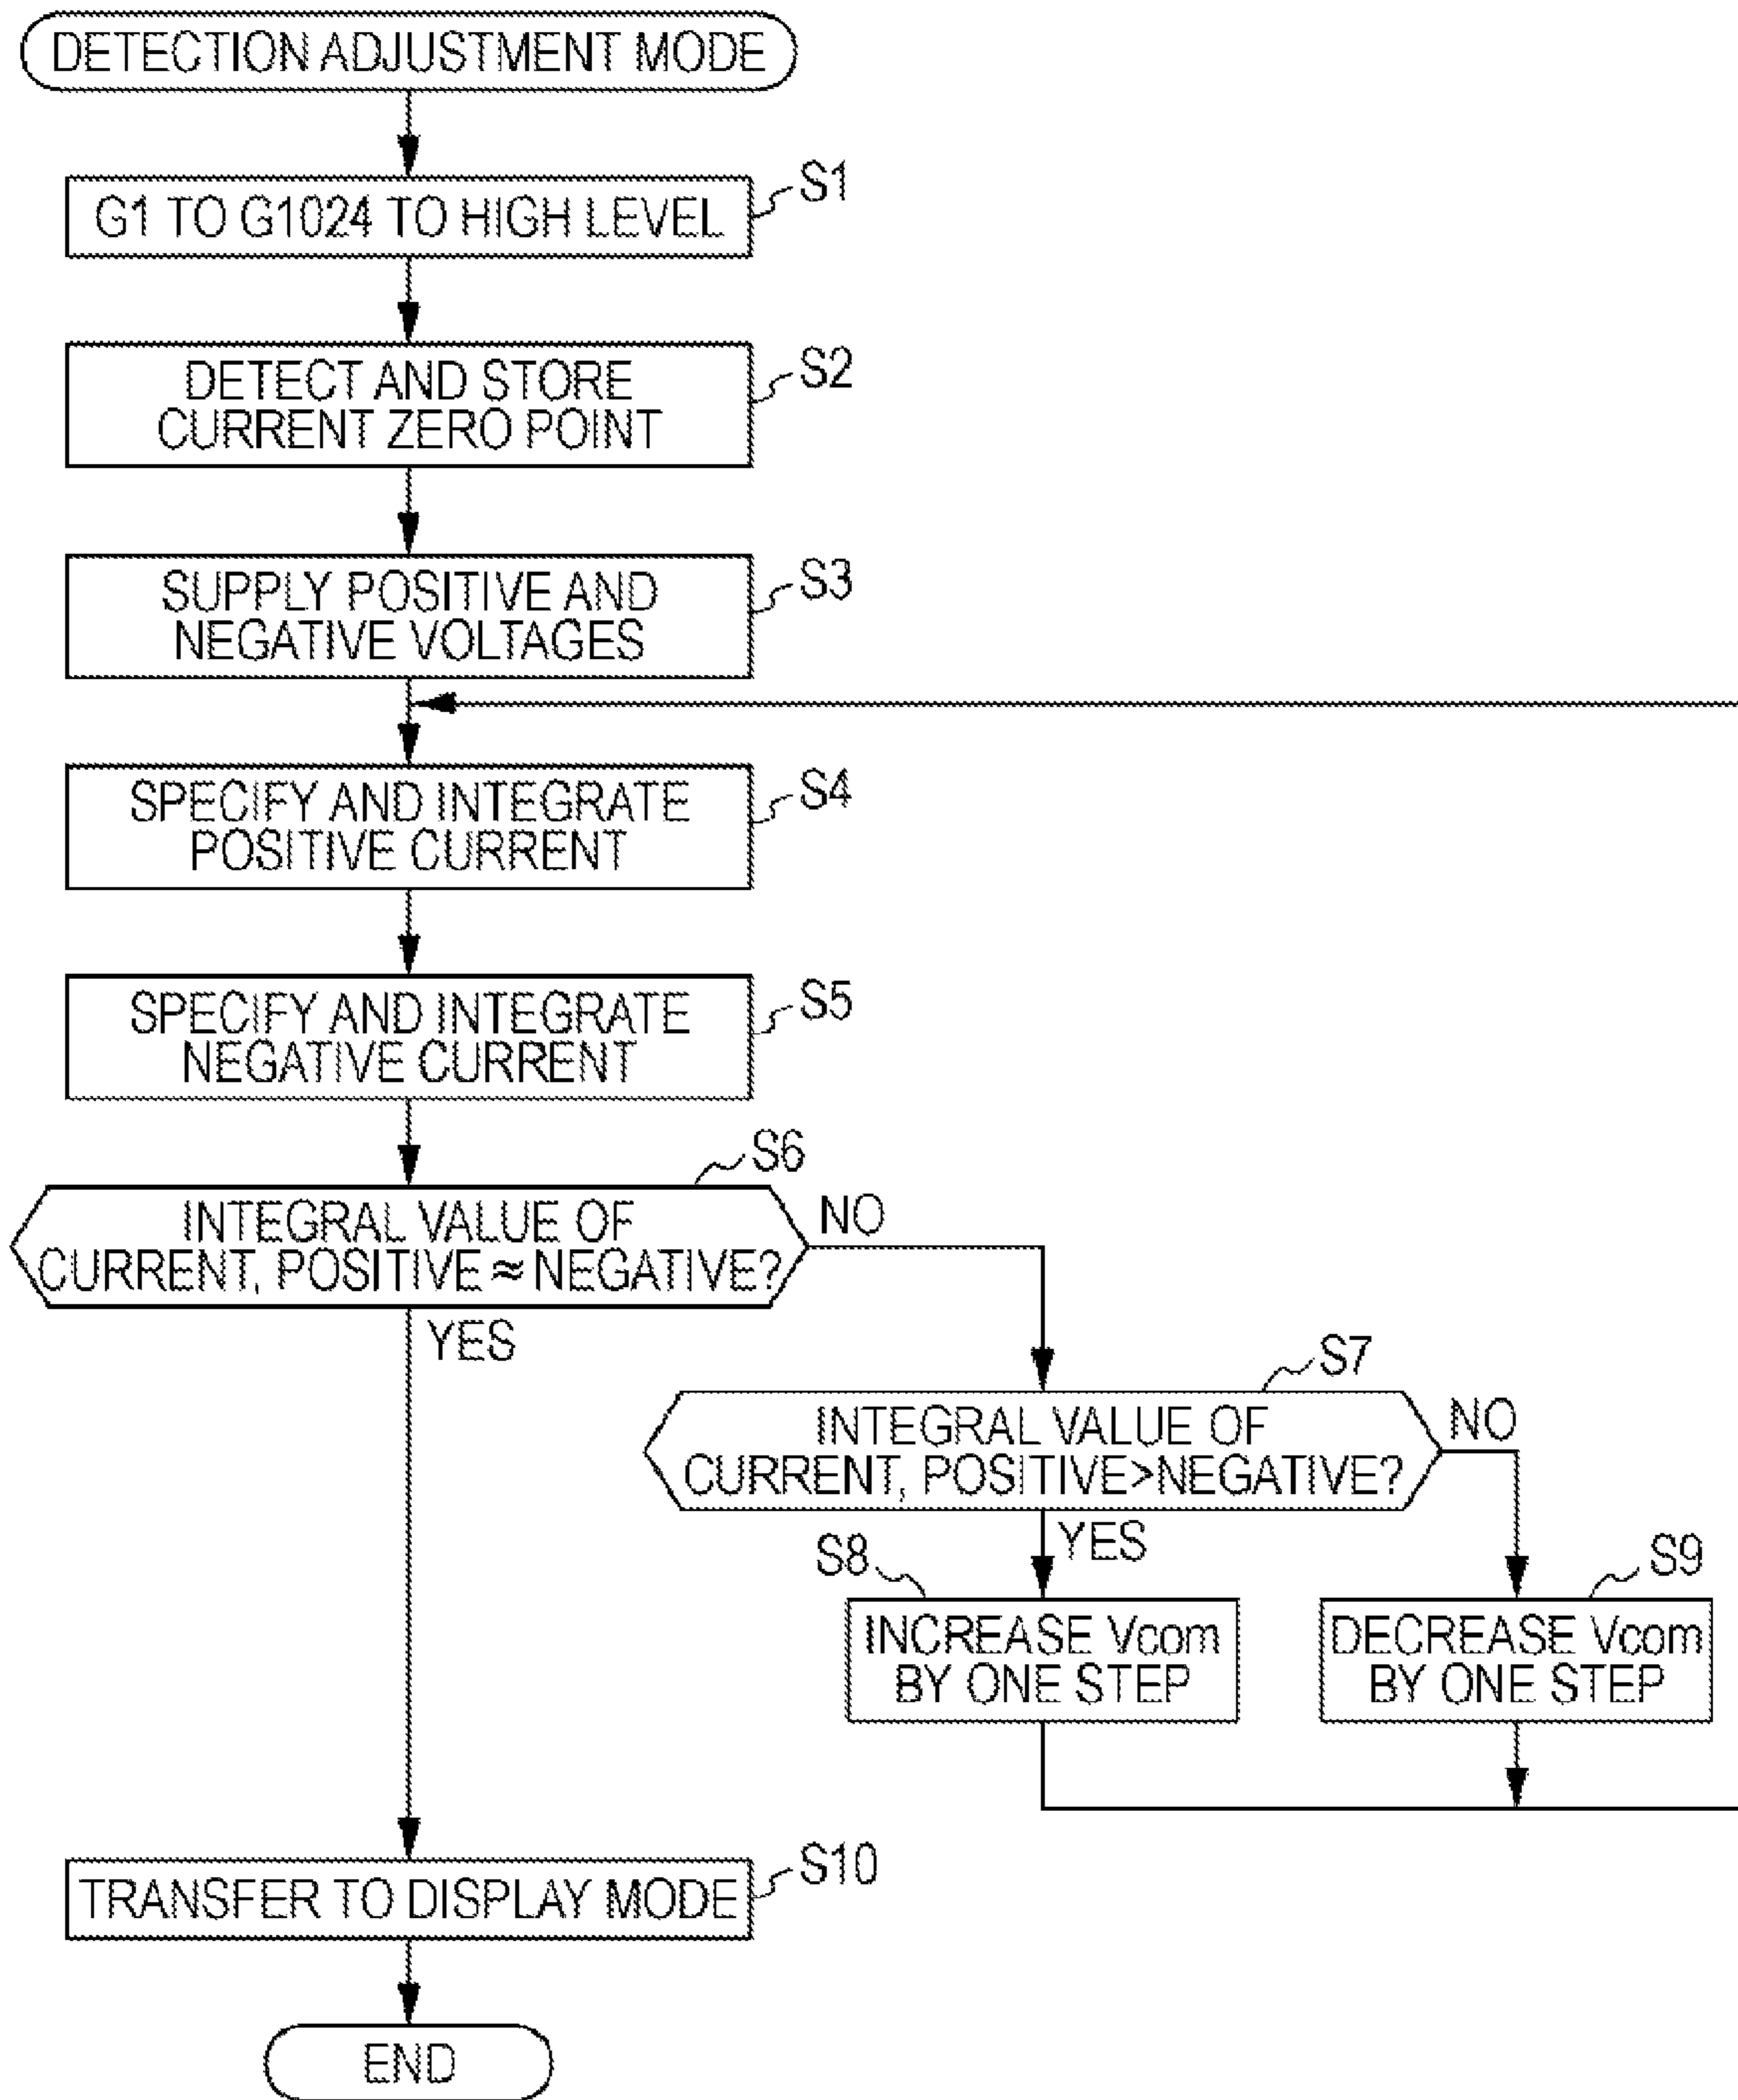 DETECTION ADJUSTMENT MODE
S1
G1 TO G1024 TO HIGH LEVEL
S2
DETECT AND STORE
CURRENT ZERO POINT
S3
SUPPLY POSITIVE AND
NEGATIVE VOLTAGES
S4
SPECIFY AND INTEGRATE
POSITIVE CURRENT
S5
SPECIFY AND INTEGRATE
NEGATIVE CURRENT
S6
INTEGRAL VALUE OF
CURRENT, POSITIVE ≈ NEGATIVE?
NO
YES
S7
INTEGRAL VALUE OF
CURRENT, POSITIVE>NEGATIVE?
NO
YES
S8
INCREASE Vcom
BY ONE STEP
S9
DECREASE Vcom
BY ONE STEP
S10
TRANSFER TO DISPLAY MODE
END